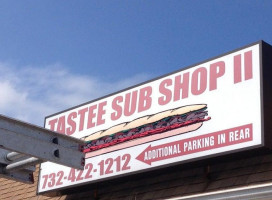 TASTEE SUB SHOP II
732-422-1212
ADDITIONAL PARKING IN REAR